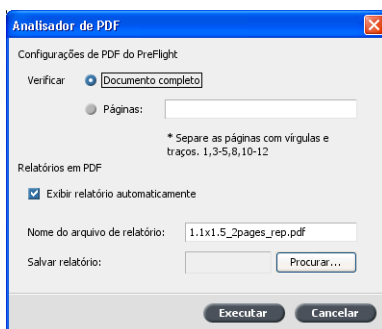 Analisador de PDF
Configurações de PDF do PreFlight
Verificar
Documento completo
Páginas:
* Separe as páginas com vírgulas e
traços. 1,3-5,8,10-12
Relatórios em PDF
Exibir relatório automaticamente
Nome do arquivo de relatório: 1.1x1.5_2pages_rep.pdf
Salvar relatório: Procurar...
Executar Cancelar